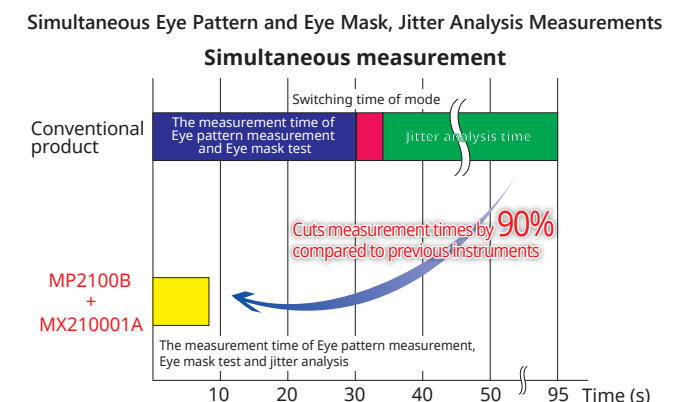 Simultaneous Eye Pattern and Eye Mask, Jitter Analysis Measurements
Simultaneous measurement
Switching time of mode
Conventional
product
The measurement time of
Eye pattern measurement
and Eye mask test
Jitter analysis time
Cuts measurement times by 90%
compared to previous instruments
MP2100B
+
MX210001A
The measurement time of Eye pattern measurement,
Eye mask test and jitter analysis
10 20 30 40 50 95 Time (s)